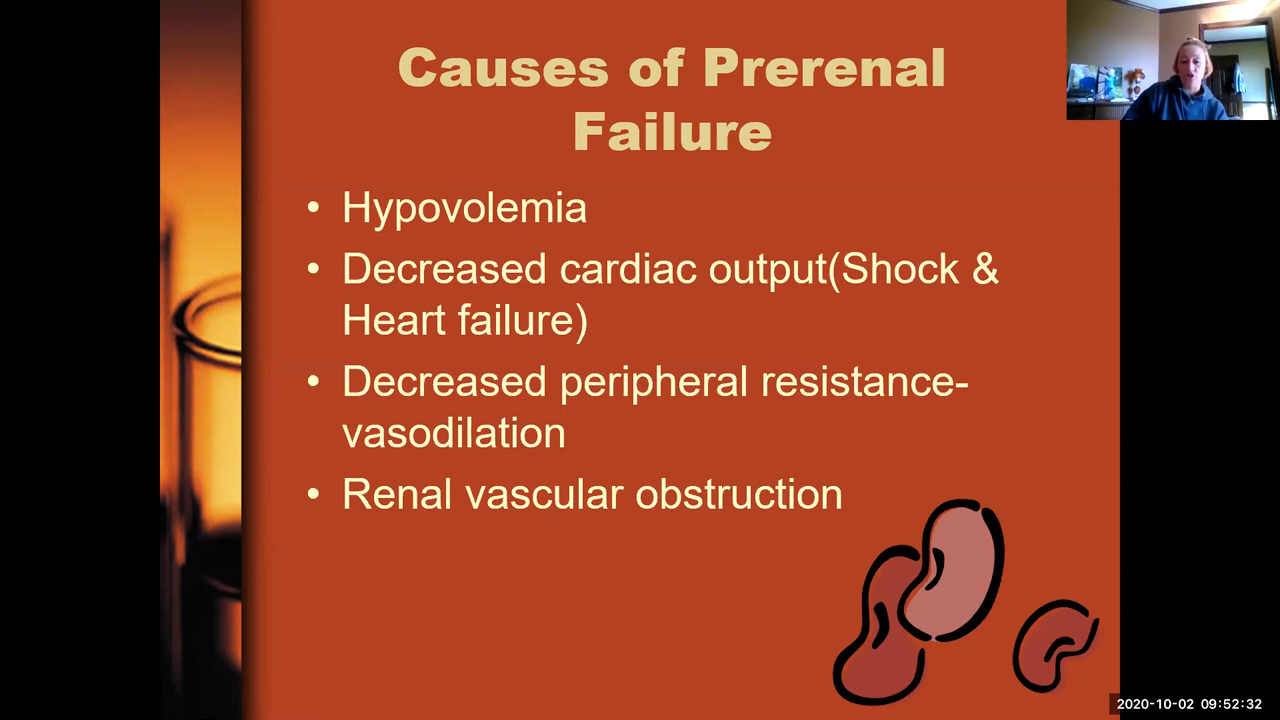 Causes of Prerenal
Failure
• Hypovolemia
• Decreased cardiac output(Shock &
Heart failure)
• Decreased peripheral resistance-
vasodilation
• Renal vascular obstruction
2020-10-02 09:52:32